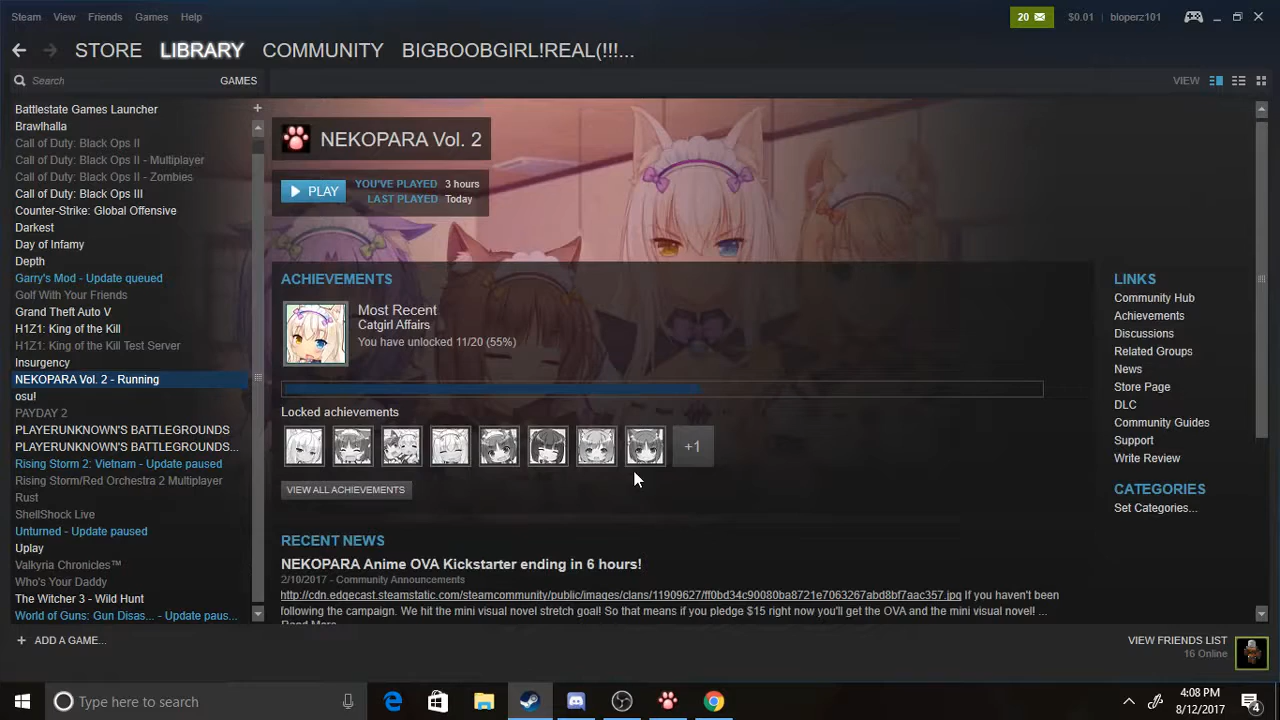 Steam View Friends Games Help 20 $0.01 bloperz101
STORE LIBRARY COMMUNITY BIGBOOBGIRL!REAL(!!!...
Search GAMES VIEW
Battlestate Games Launcher
Brawlhalla
Call of Duty: Black Ops II
Call of Duty: Black Ops II - Multiplayer
Call of Duty: Black Ops II - Zombies
Call of Duty: Black Ops III
Counter-Strike: Global Offensive
Darkest
Day of Infamy
Depth
Garry's Mod - Update queued
Golf With Your Friends
Grand Theft Auto V
H1Z1: King of the Kill
H1Z1: King of the Kill Test Server
Insurgency
NEKOPARA Vol. 2 - Running
osu!
PAYDAY 2
PLAYERUNKNOWN'S BATTLEGROUNDS
PLAYERUNKNOWN'S BATTLEGROUNDS...
Rising Storm 2: Vietnam - Update paused
Rising Storm/Red Orchestra 2 Multiplayer
Rust
ShellShock Live
Unturned - Update paused
Uplay
Valkyria Chronicles™
Who's Your Daddy
The Witcher 3 - Wild Hunt
World of Guns: Gun Disas... - Update paus...
+ ADD A GAME...
NEKOPARA Vol. 2
PLAY
YOU'VE PLAYED 3 hours
LAST PLAYED Today
ACHIEVEMENTS
Most Recent
Catgirl Affairs
You have unlocked 11/20 (55%)
Locked achievements
+1
VIEW ALL ACHIEVEMENTS
RECENT NEWS
NEKOPARA Anime OVA Kickstarter ending in 6 hours!
2/10/2017 - Community Announcements
http://cdn.edgecast.steamstatic.com/steamcommunity/public/images/clans/11909627/ff0bd34c90080ba8721e7063267abd8bf7aac357.jpg If you haven't been
following the campaign. We hit the mini visual novel stretch goal! So that means if you pledge $15 right now you'll get the OVA and the mini visual novel! ...
Read More
LINKS
Community Hub
Achievements
Discussions
Related Groups
News
Store Page
DLC
Community Guides
Support
Write Review
CATEGORIES
Set Categories...
VIEW FRIENDS LIST
16 Online
Type here to search
4:08 PM
8/12/2017
4